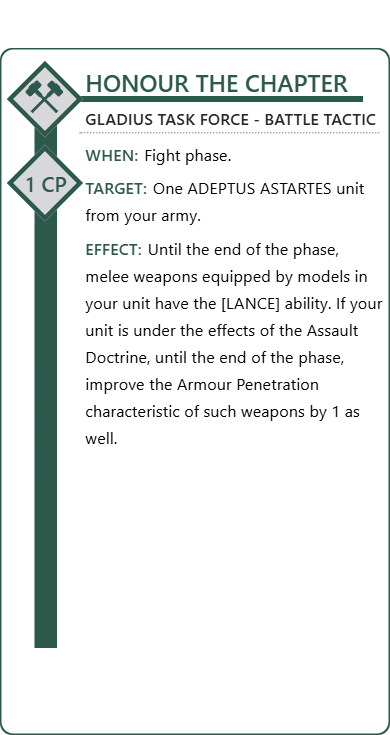 HONOUR THE CHAPTER
GLADIUS TASK FORCE - BATTLE TACTIC
WHEN: Fight phase.
1 CP
TARGET: One ADEPTUS ASTARTES unit
from your army.
EFFECT: Until the end of the phase,
melee weapons equipped by models in
your unit have the [LANCE] ability. If your
unit is under the effects of the Assault
Doctrine, until the end of the phase,
improve the Armour Penetration
characteristic of such weapons by 1 as
well.